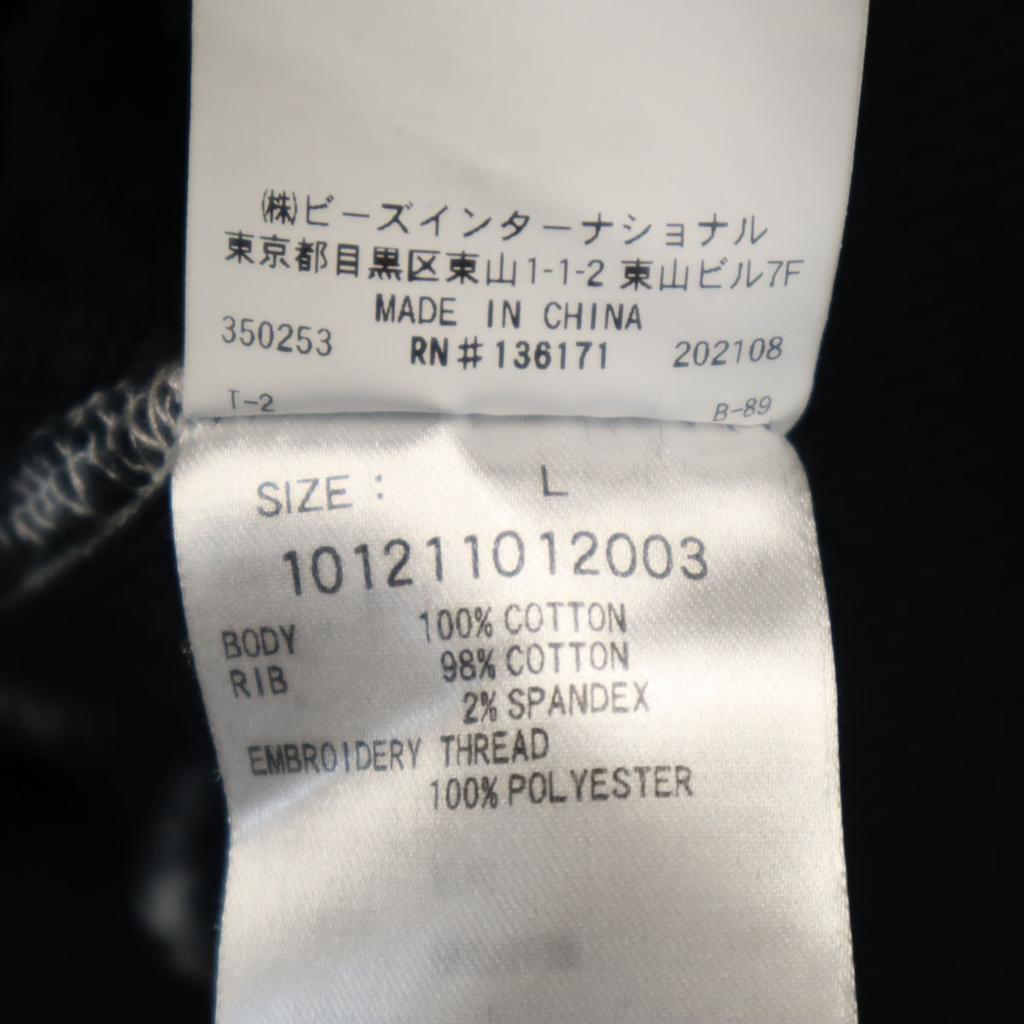 ㈱ビーズインターナショナル
東京都目黒区東山1-1-2 東山ビル7F
MADE IN CHINA
350253 RN#136171 202108
T-2 B-89
SIZE : L
101211012003
BODY 100% COTTON
RIB 98% COTTON
2% SPANDEX
EMBROIDERY THREAD
100% POLYESTER